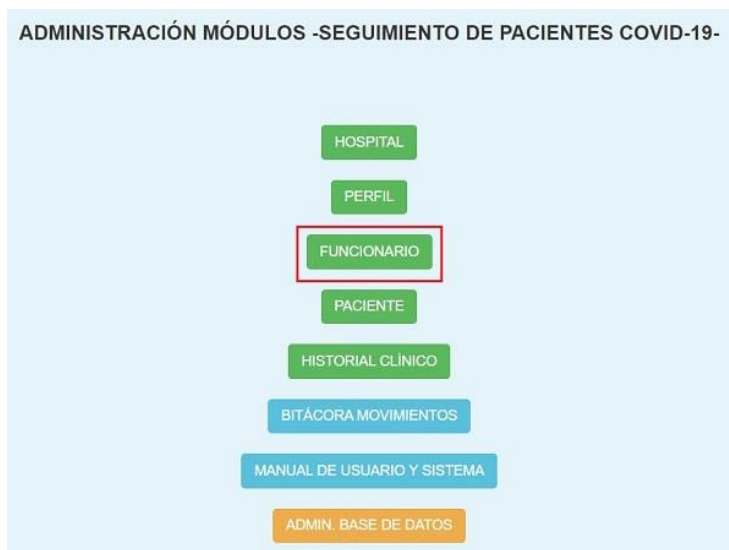 ADMINISTRACIÓN MÓDULOS -SEGUIMIENTO DE PACIENTES COVID-19-
HOSPITAL
PERFIL
FUNCIONARIO
PACIENTE
HISTORIAL CLÌNICO
BITÁCORA MOVIMIENTOS
MANUAL DE USUARIO Y SISTEMA
ADMIN. BASE DE DATOS